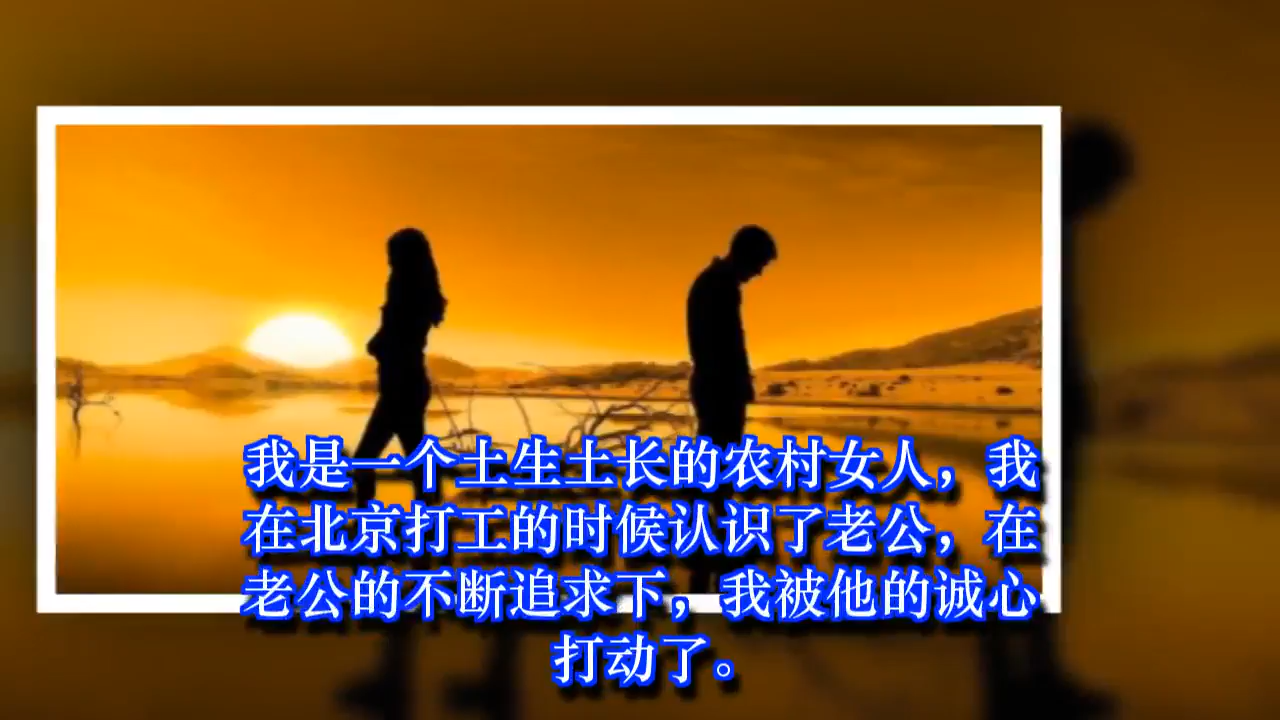 我是一个土生土长的农村女人，我
在北京打工的时候认识了老公，在
老公的不断追求下，我被他的诚心
打动了。